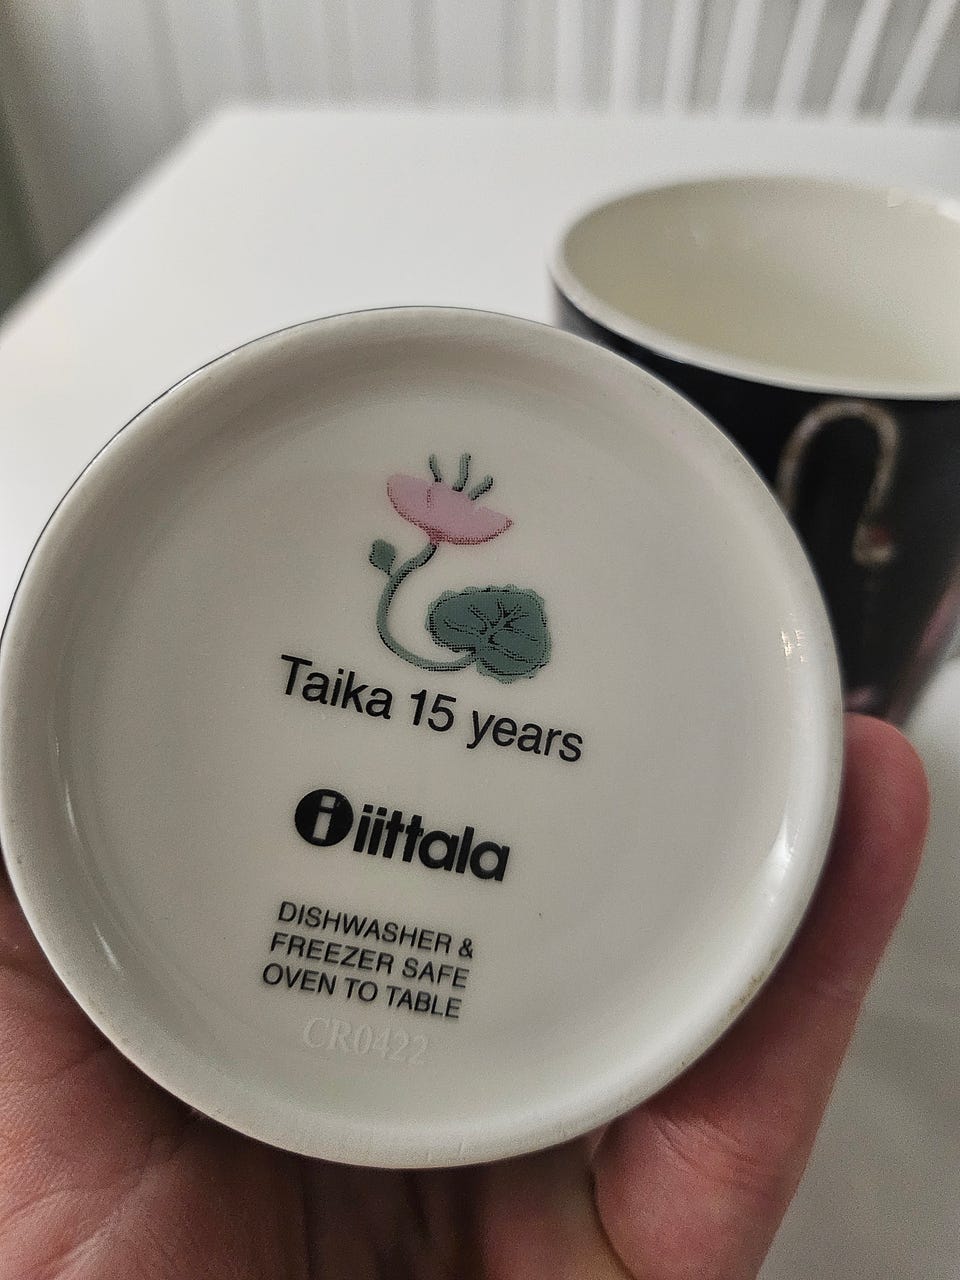 Taika 15 years
iittala
DISHWASHER &
FREEZER SAFE
OVEN TO TABLE
CR0422